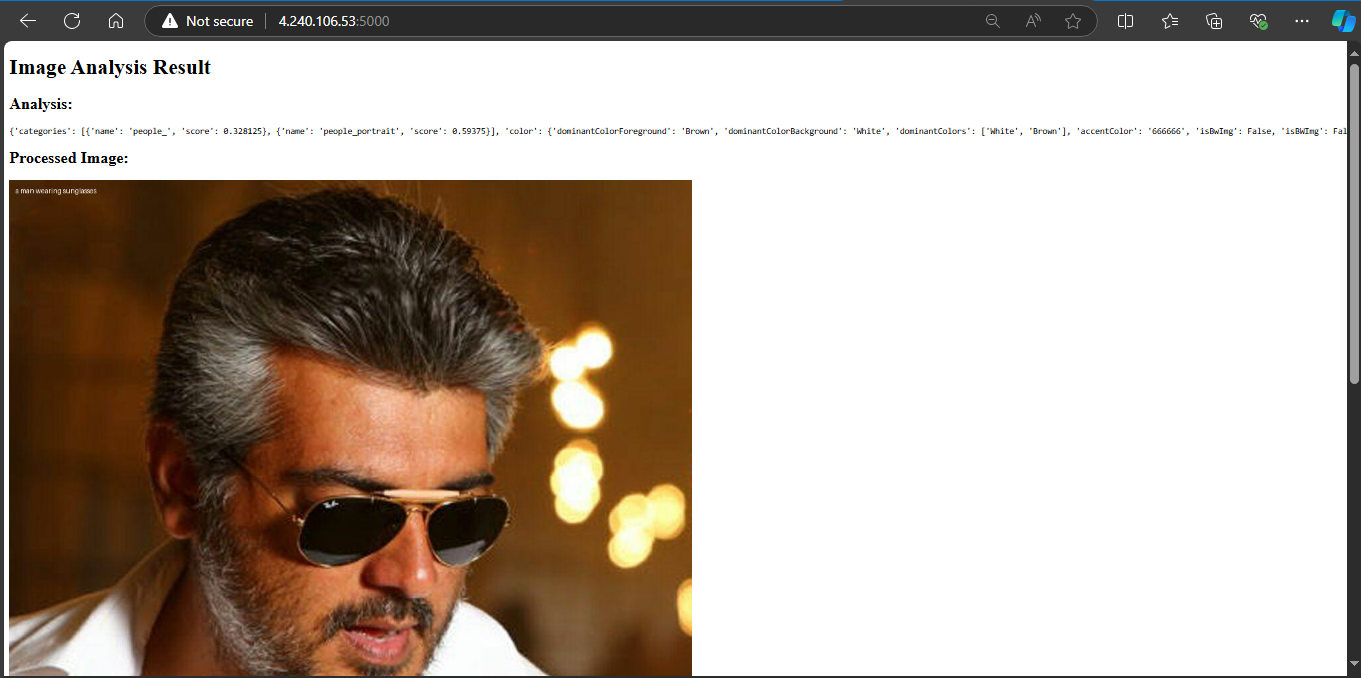 Not secure 4.240.106.53:5000
Image Analysis Result
Analysis:
{'categories': [{'name': 'people_', 'score': 0.328125}, {'name': 'people_portrait', 'score': 0.59375}], 'color': {'dominantColorForeground': 'Brown', 'dominantColorBackground': 'White', 'dominantColors': ['White', 'Brown'], 'accentColor': '666666', 'isBwImg': False, 'isBWImg': Fal
Processed Image:
a man wearing sunglasses
Ray-Ban